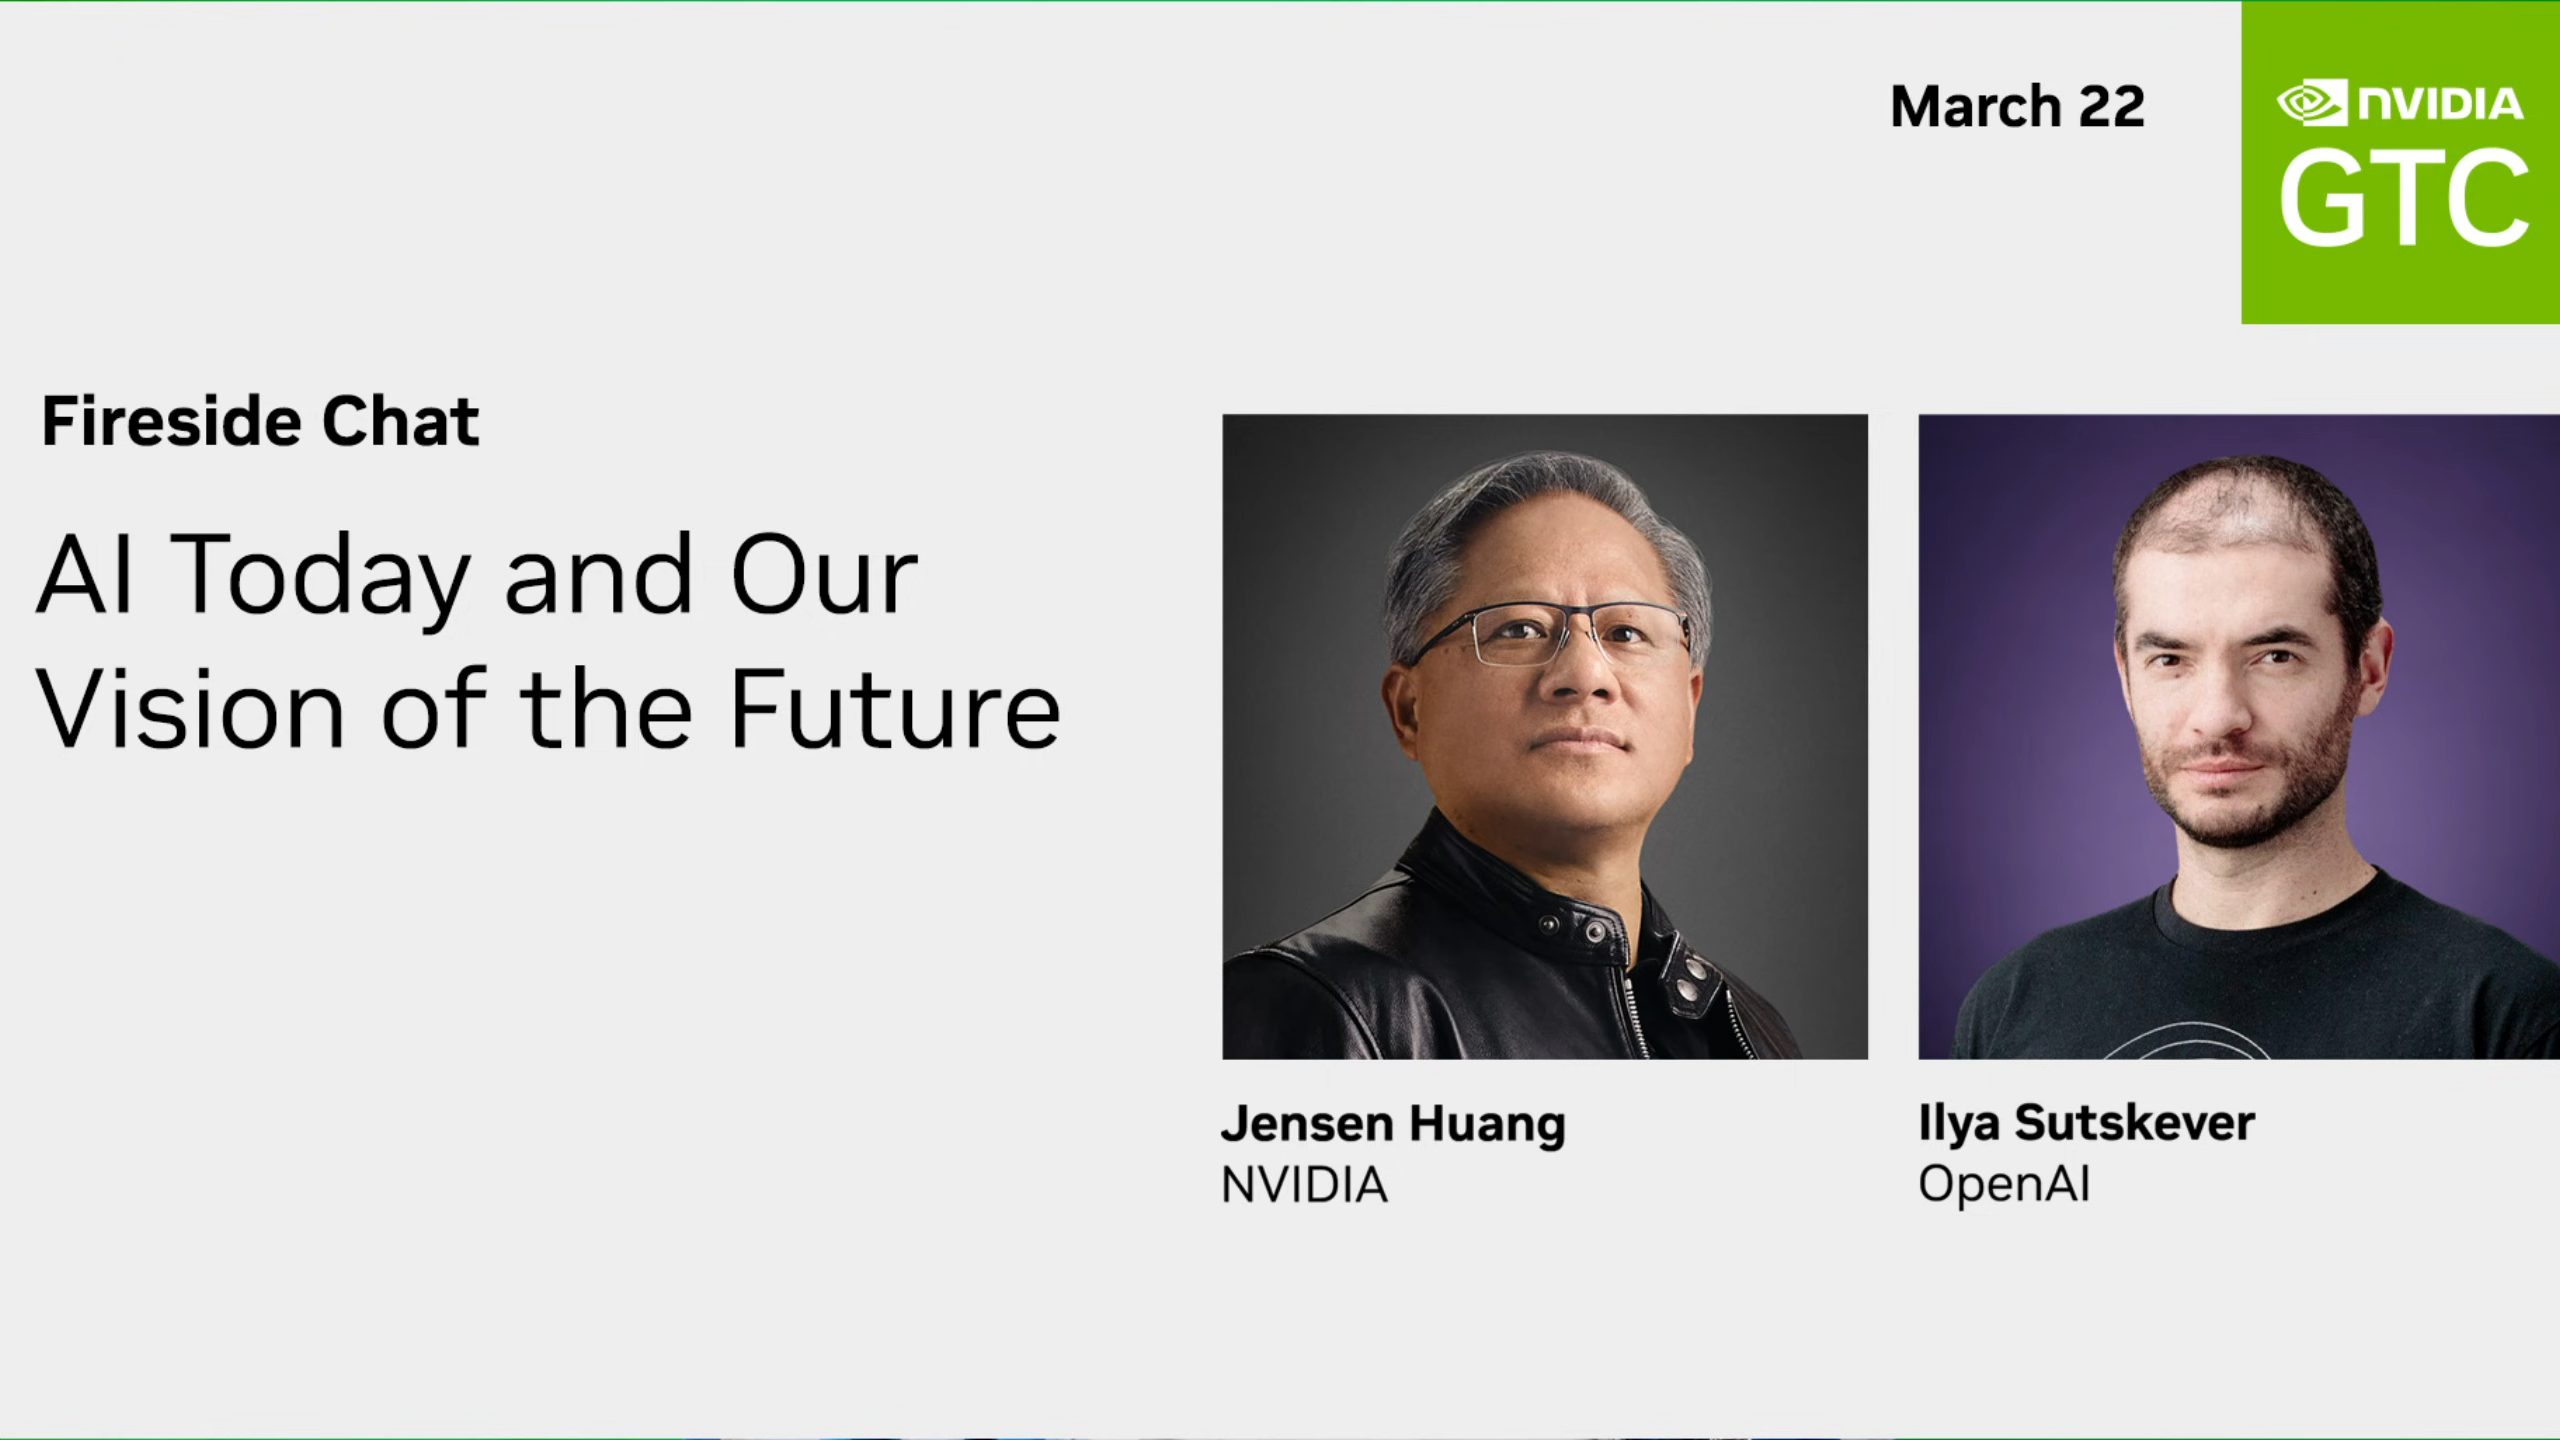 March 22
NVIDIA
GTC
Fireside Chat
AI Today and Our
Vision of the Future
Jensen Huang
NVIDIA
Ilya Sutskever
OpenAI